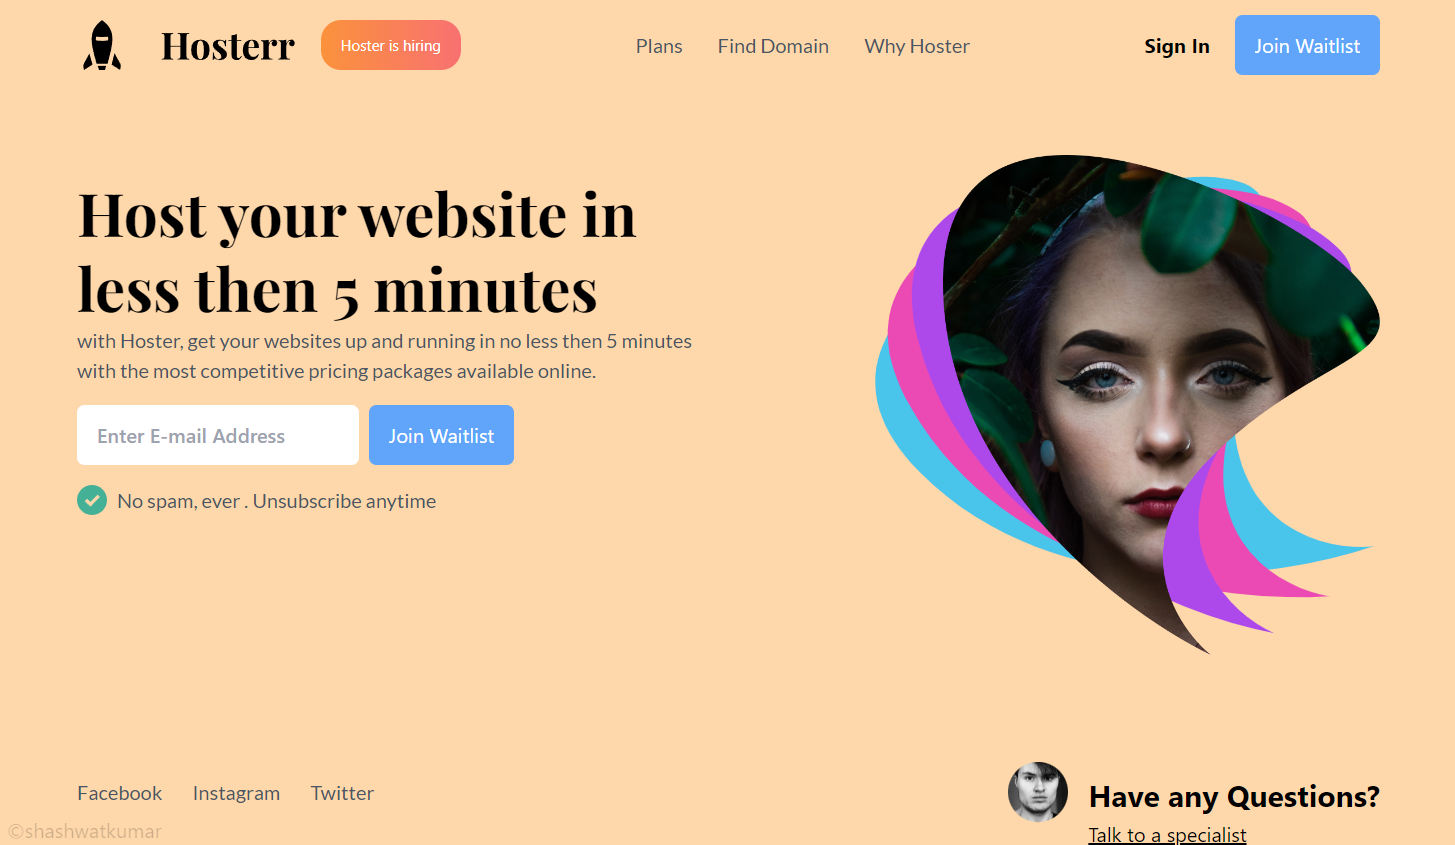 Hosterr
Hoster is hiring
Plans
Find Domain
Why Hoster
Sign In
Join Waitlist
Host your website in
less then 5 minutes
with Hoster, get your websites up and running in no less then 5 minutes
with the most competitive pricing packages available online.
Enter E-mail Address
Join Waitlist
No spam, ever . Unsubscribe anytime
Facebook
Instagram
Twitter
Have any Questions?
Talk to a specialist
©shashwatkumar